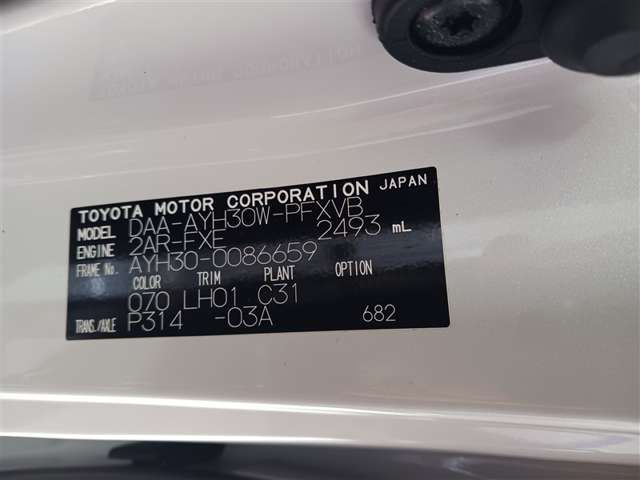 TOYOTA MOTOR CORPORATION JAPAN
MODEL DAA-AYH30W-PFXVB
ENGINE 2AR-FXE 2493 mL
FRAME No. AYH30-0086659
COLOR TRIM PLANT OPTION
070 LH01 C31
TRANS./AXLE P314 -03A 682